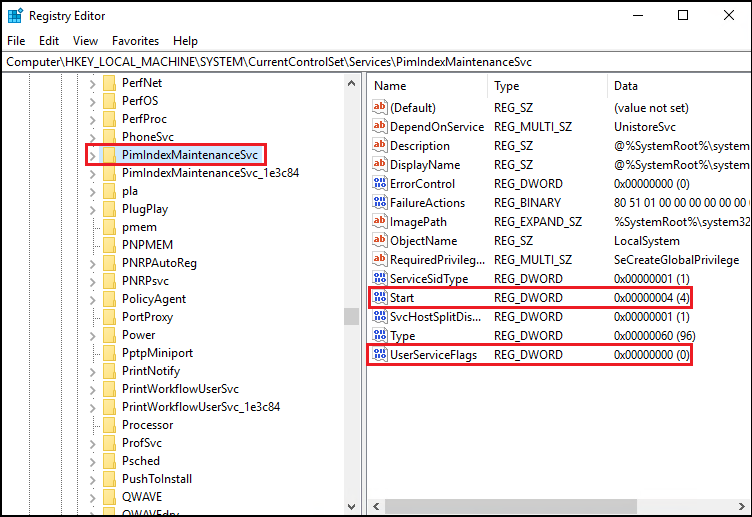 Registry Editor
File Edit View Favorites Help
Computer\HKEY_LOCAL_MACHINE\SYSTEM\CurrentControlSet\Services\PimIndexMaintenanceSvc
PerfNet
PerfOS
PerfProc
PhoneSvc
PimIndexMaintenanceSvc
PimIndexMaintenanceSvc_1e3c84
pla
PlugPlay
pmem
PNPMEM
PNRPAutoReg
PNRPsvc
PolicyAgent
PortProxy
Power
PptpMiniport
PrintNotify
PrintWorkflowUserSvc
PrintWorkflowUserSvc_1e3c84
Processor
ProfSvc
Psched
PushToInstall
QWAVE
QWAVEdrv
Name Type Data
(Default) REG_SZ (value not set)
DependOnService REG_MULTI_SZ UnistoreSvc
Description REG_SZ @%SystemRoot%\system
DisplayName REG_SZ @%SystemRoot%\system
ErrorControl REG_DWORD 0x00000000 (0)
FailureActions REG_BINARY 80 51 01 00 00 00 00 00 00
ImagePath REG_EXPAND_SZ %SystemRoot%\system32
ObjectName REG_SZ LocalSystem
RequiredPrivileg... REG_MULTI_SZ SeCreateGlobalPrivilege
ServiceSidType REG_DWORD 0x00000001 (1)
Start REG_DWORD 0x00000004 (4)
SvcHostSplitDis... REG_DWORD 0x00000001 (1)
Type REG_DWORD 0x00000060 (96)
UserServiceFlags REG_DWORD 0x00000000 (0)